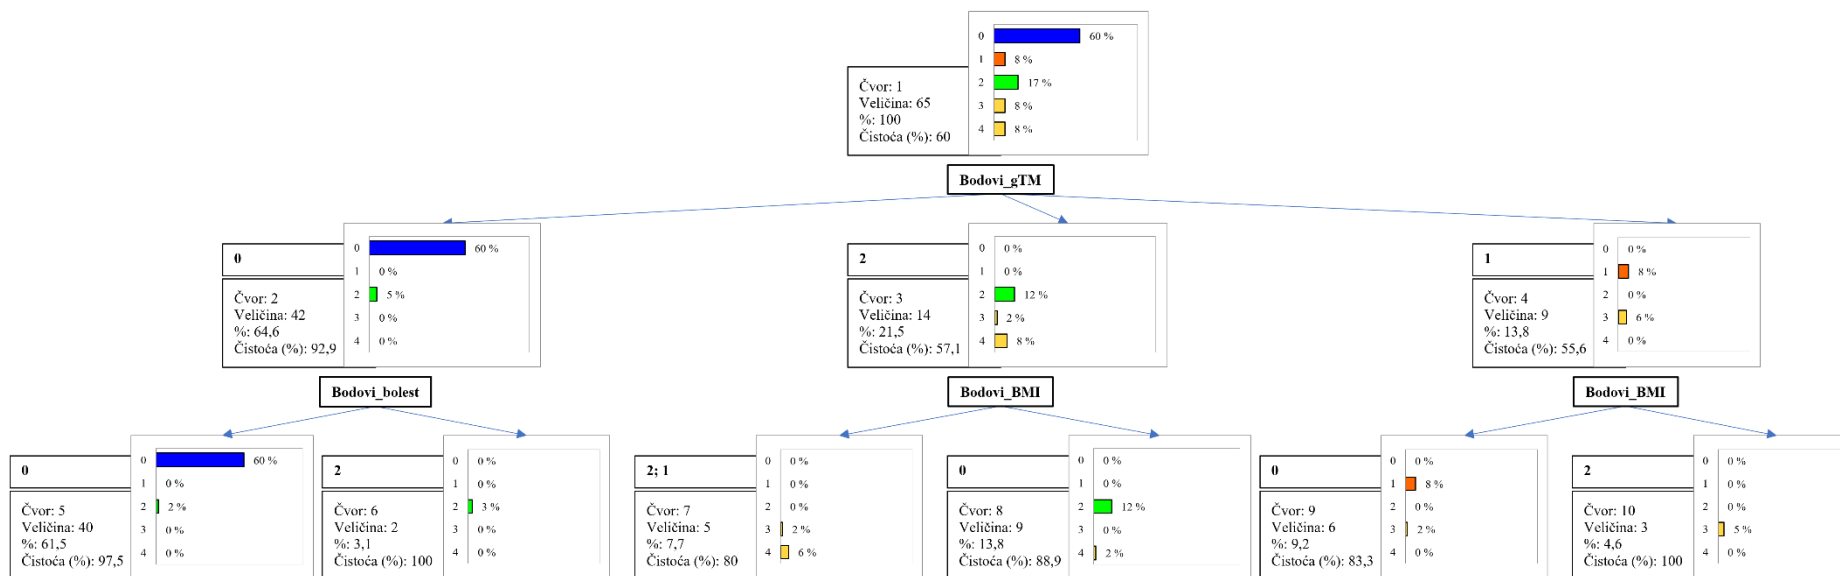 0 60 %
1 8 %
2 17 %
3 8 %
4 8 %
Čvor: 1
Veličina: 65
%: 100
Čistoća (%): 60
Bodovi_gTM
0
Čvor: 2
Veličina: 42
%: 64,6
Čistoća (%): 92,9
0 60 %
1 0 %
2 5 %
3 0 %
4 0 %
2
Čvor: 3
Veličina: 14
%: 21,5
Čistoća (%): 57,1
0 0 %
1 0 %
2 12 %
3 2 %
4 8 %
1
Čvor: 4
Veličina: 9
%: 13,8
Čistoća (%): 55,6
0 0 %
1 8 %
2 0 %
3 6 %
4 0 %
Bodovi_bolest
Bodovi_BMI
Bodovi_BMI
0
Čvor: 5
Veličina: 40
%: 61,5
Čistoća (%): 97,5
0 60 %
1 0 %
2 2 %
3 0 %
4 0 %
2
Čvor: 6
Veličina: 2
%: 3,1
Čistoća (%): 100
0 0 %
1 0 %
2 3 %
3 0 %
4 0 %
2; 1
Čvor: 7
Veličina: 5
%: 7,7
Čistoća (%): 80
0 0 %
1 0 %
2 0 %
3 2 %
4 6 %
0
Čvor: 8
Veličina: 9
%: 13,8
Čistoća (%): 88,9
0 0 %
1 0 %
2 12 %
3 0 %
4 2 %
0
Čvor: 9
Veličina: 6
%: 9,2
Čistoća (%): 83,3
0 0 %
1 8 %
2 0 %
3 2 %
4 0 %
2
Čvor: 10
Veličina: 3
%: 4,6
Čistoća (%): 100
0 0 %
1 0 %
2 0 %
3 5 %
4 0 %